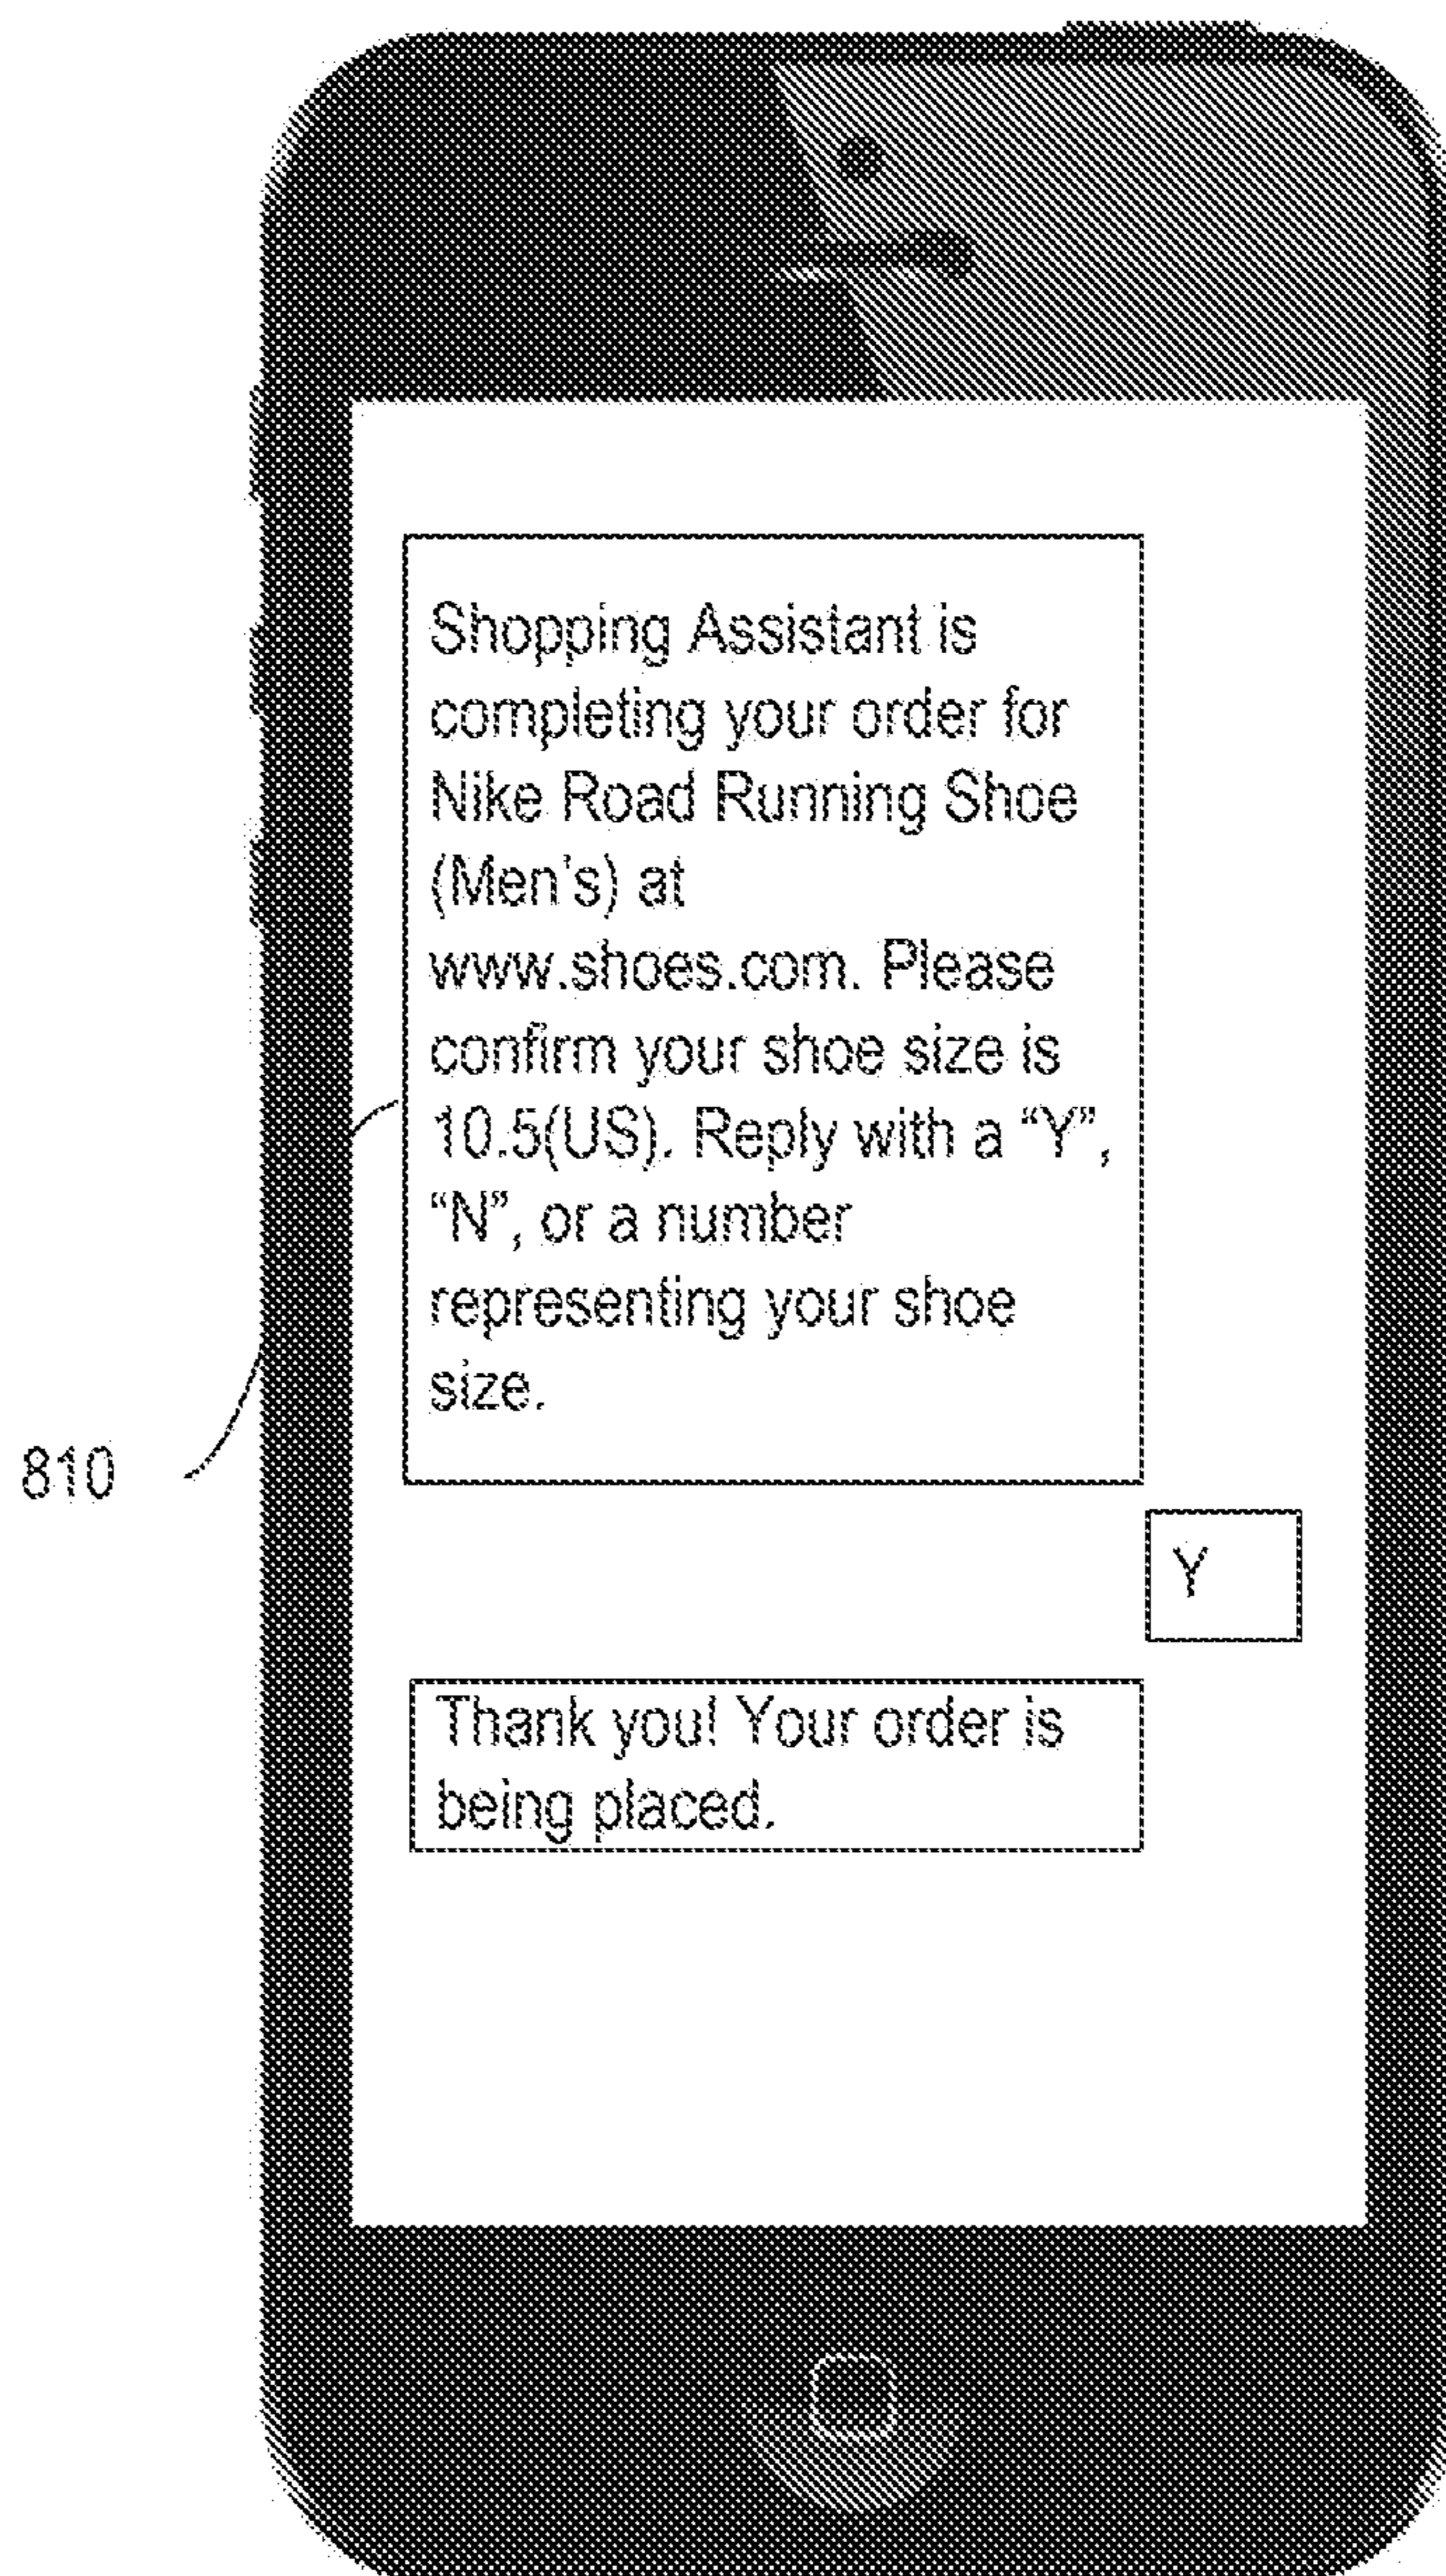 Shopping Assistant is
completing your order for
Nike Road Running Shoe
(Men's) at
www.shoes.com. Please
confirm your shoe size is
10.5(US). Reply with a “Y”,
“N”, or a number
representing your shoe
size.
810
Y
Thank you! Your order is
being placed.